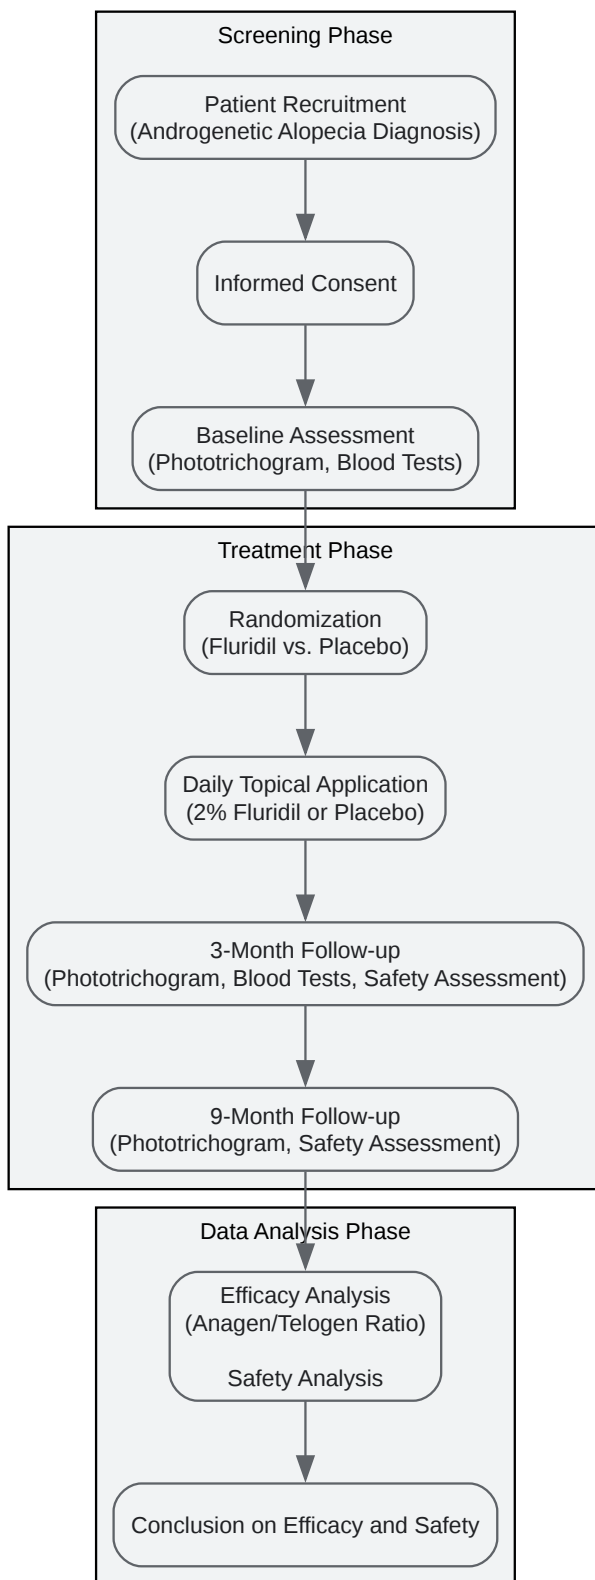 Screening Phase
Patient Recruitment
(Androgenetic Alopecia Diagnosis)
Informed Consent
Baseline Assessment
(Phototrichogram, Blood Tests)
Treatment Phase
Randomization
(Fluridil vs. Placebo)
Daily Topical Application
(2% Fluridil or Placebo)
3-Month Follow-up
(Phototrichogram, Blood Tests, Safety Assessment)
9-Month Follow-up
(Phototrichogram, Safety Assessment)
Data Analysis Phase
Efficacy Analysis
(Anagen/Telogen Ratio)
Safety Analysis
Conclusion on Efficacy and Safety